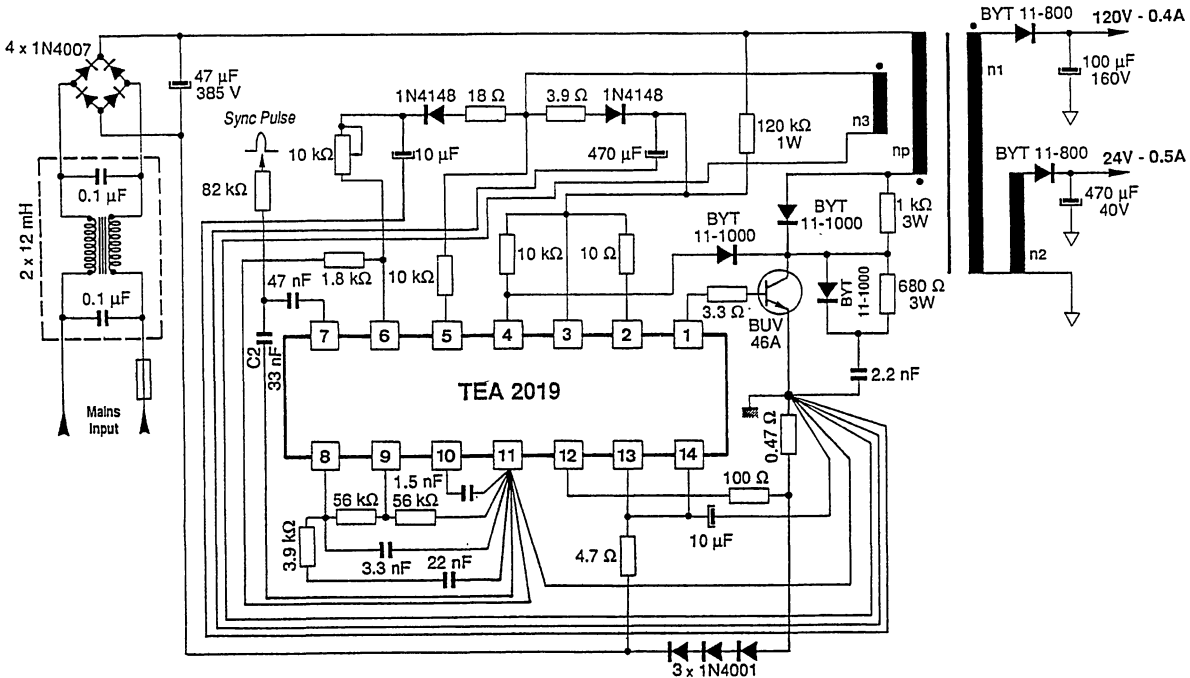 4 x 1N4007
47 µF
385 V
Sync Pulse
82 kΩ
0.1 µF
2 x 12 mH
0.1 µF
Mains
Input
10 kΩ
1N4148
18 Ω
3.9 Ω
1N4148
10 µF
470 µF
120 kΩ
1W
n3
np
n1
n2
BYT 11-800
120V - 0.4A
100 µF
160V
BYT 11-800
24V - 0.5A
470 µF
40V
BYT
11-1000
BYT
11-1000
1 kΩ
3W
BYT
11-1000
680 Ω
3W
1.8 kΩ
10 kΩ
10 kΩ
10 Ω
47 nF
C2
33 nF
3.3 Ω
BUV
46A
2.2 nF
7
6
5
4
3
2
1
TEA 2019
8
9
10
11
12
13
14
0.47 Ω
1.5 nF
100 Ω
56 kΩ
56 kΩ
3.9 kΩ
3.3 nF
22 nF
4.7 Ω
10 µF
3 x 1N4001